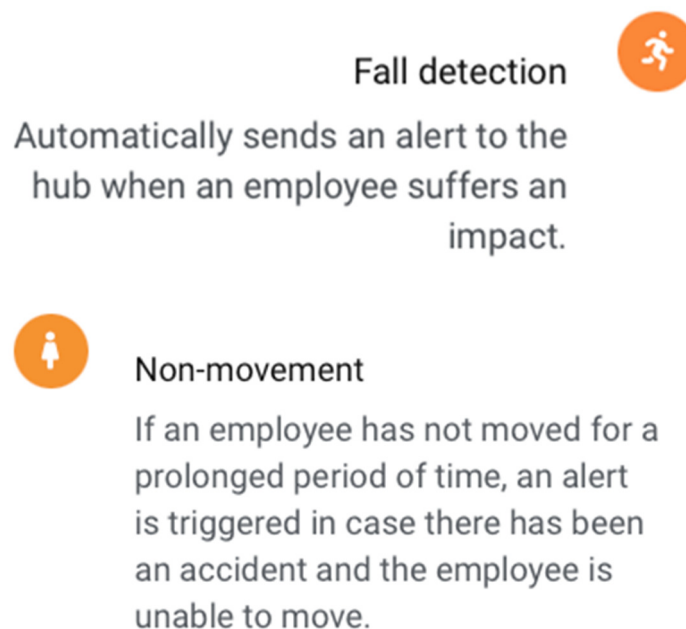 Fall detection
Automatically sends an alert to the
hub when an employee suffers an
impact.
Non-movement
If an employee has not moved for a
prolonged period of time, an alert
is triggered in case there has been
an accident and the employee is
unable to move.